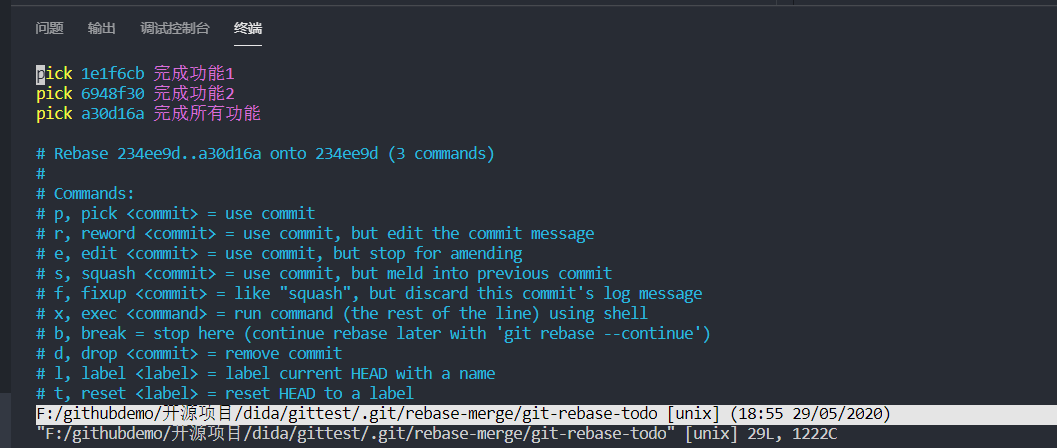 问题 输出 调试控制台 终端
pick 1e1f6cb 完成功能1
pick 6948f30 完成功能2
pick a30d16a 完成所有功能
# Rebase 234ee9d..a30d16a onto 234ee9d (3 commands)
#
# Commands:
# p, pick <commit> = use commit
# r, reword <commit> = use commit, but edit the commit message
# e, edit <commit> = use commit, but stop for amending
# s, squash <commit> = use commit, but meld into previous commit
# f, fixup <commit> = like "squash", but discard this commit's log message
# x, exec <command> = run command (the rest of the line) using shell
# b, break = stop here (continue rebase later with 'git rebase --continue')
# d, drop <commit> = remove commit
# l, label <label> = label current HEAD with a name
# t, reset <label> = reset HEAD to a label
F:/githubdemo/开源项目/dida/gittest/.git/rebase-merge/git-rebase-todo [unix] (18:55 29/05/2020)
"F:/githubdemo/开源项目/dida/gittest/.git/rebase-merge/git-rebase-todo" [unix] 29L, 1222C